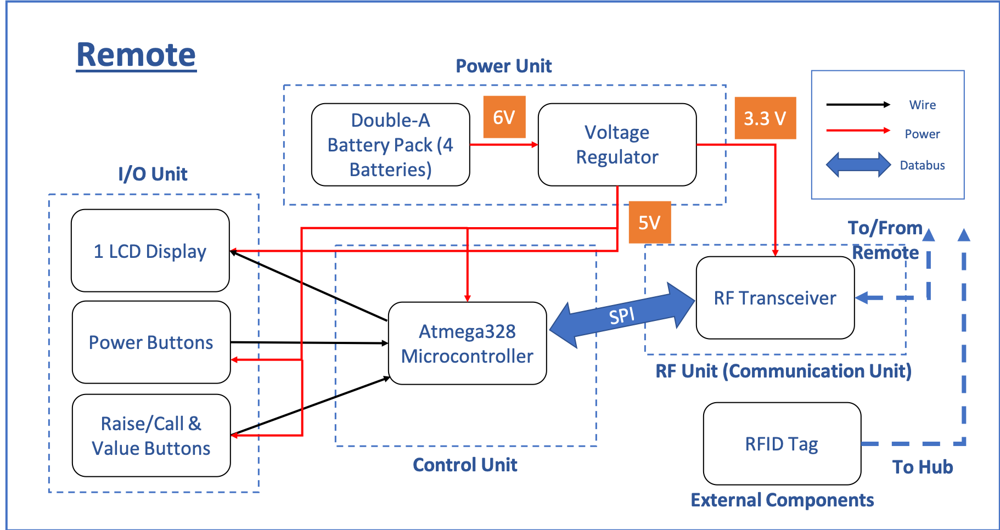 Remote
Power Unit
Double-A
Battery Pack (4
Batteries)
6V
Voltage
Regulator
3.3 V
Wire
Power
Databus
I/O Unit
5V
To/From
Remote
1 LCD Display
RF Transceiver
SPI
Power Buttons
Atmega328
Microcontroller
RF Unit (Communication Unit)
Raise/Call &
Value Buttons
Control Unit
RFID Tag
To Hub
External Components